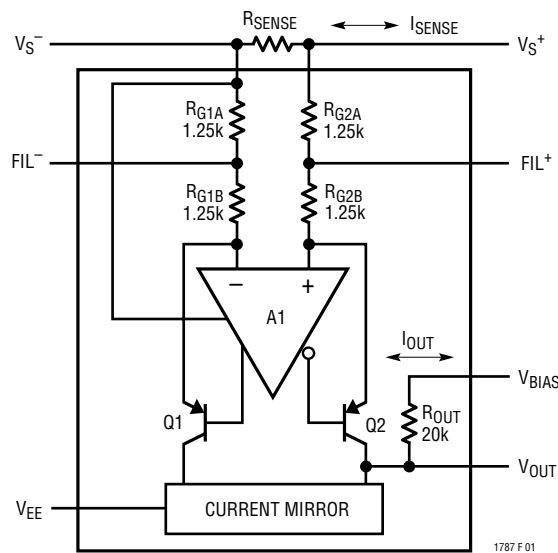 RSENSE
ISENSE
VS–
VS+
RG1A
1.25k
RG2A
1.25k
FIL–
FIL+
RG1B
1.25k
RG2B
1.25k
– +
A1
IOUT
VBIAS
Q1
Q2
ROUT
20k
VOUT
VEE
CURRENT MIRROR
1787 F 01